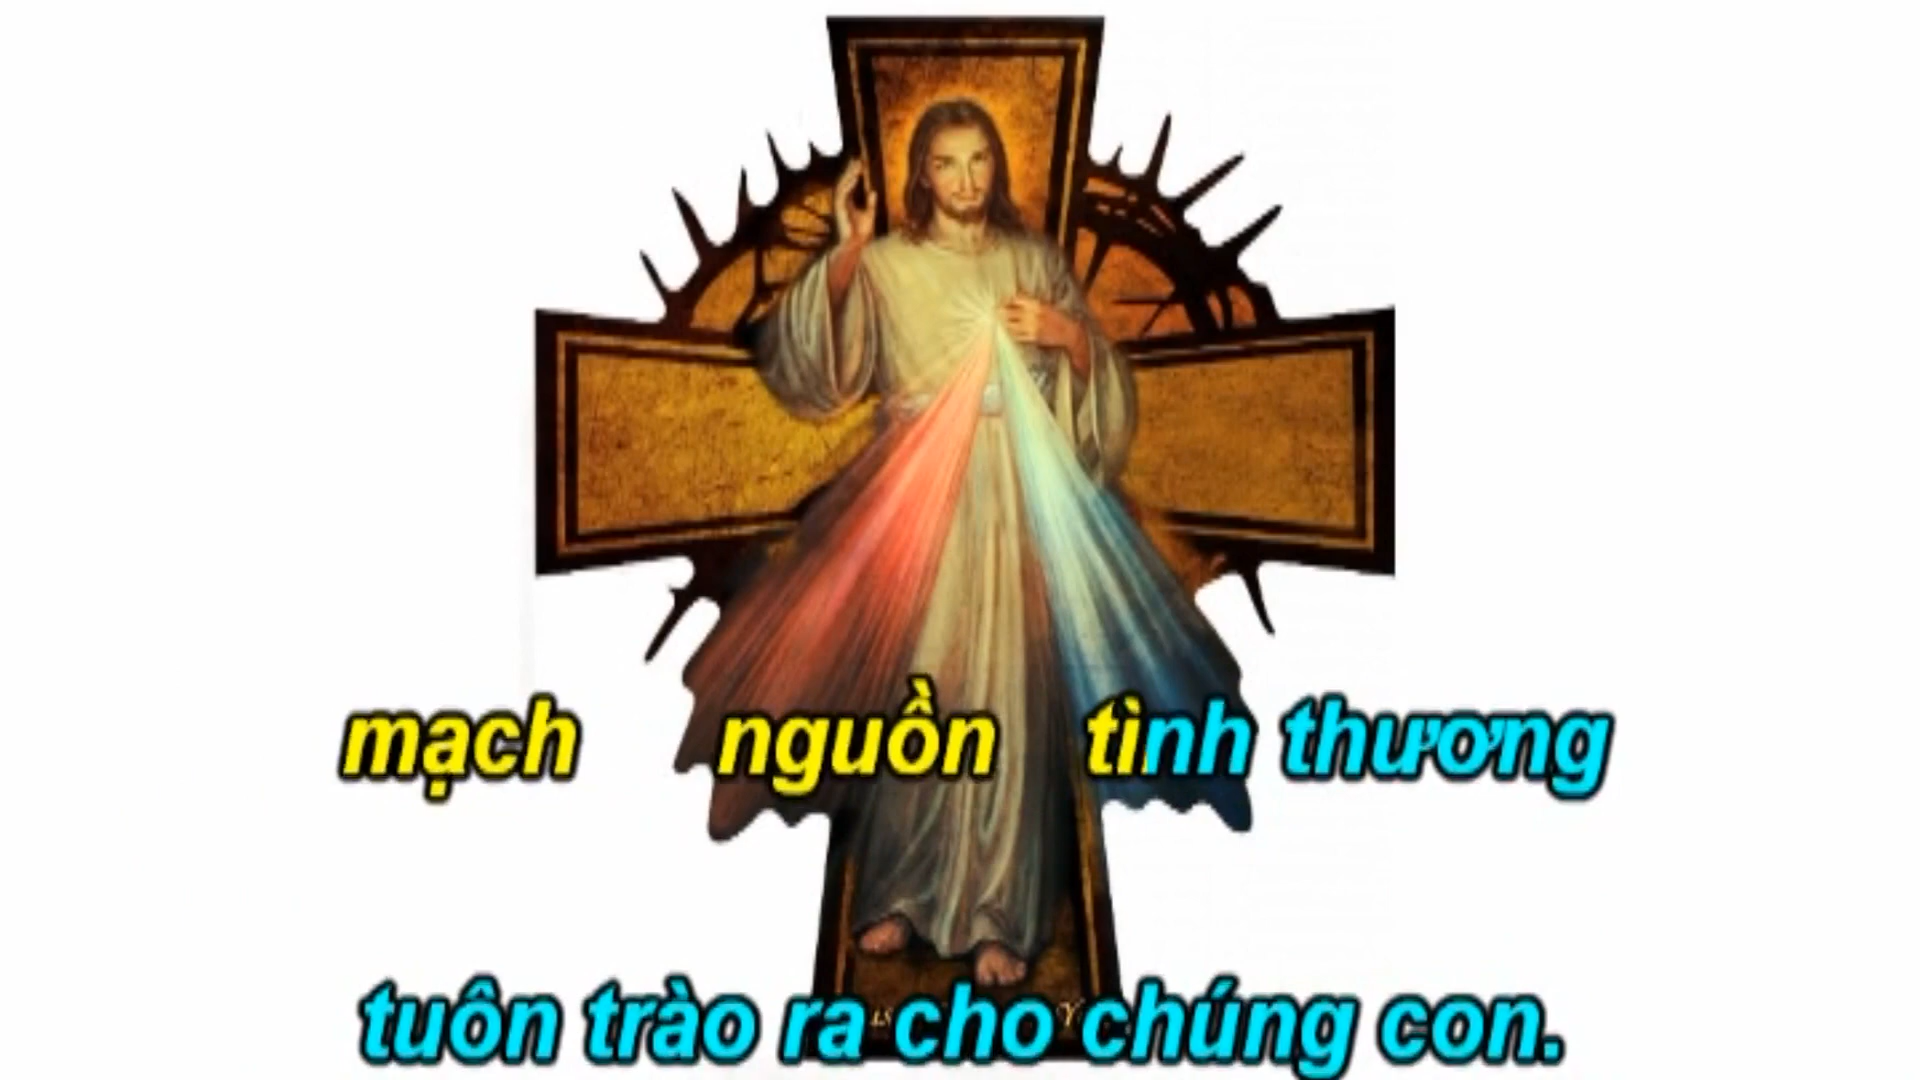 mạch nguồn tình thương
tuôn trào ra cho chúng con.